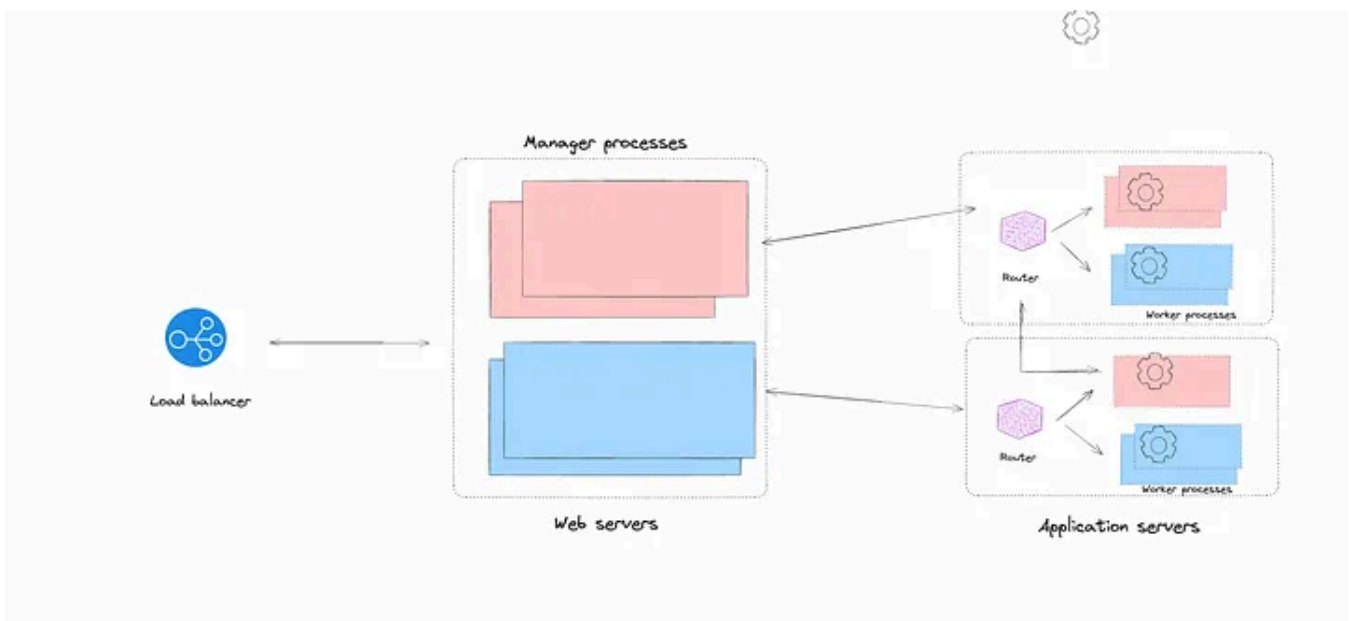 Manager processes
Load balancer
Web servers
Router
Worker processes
Router
Worker processes
Application servers